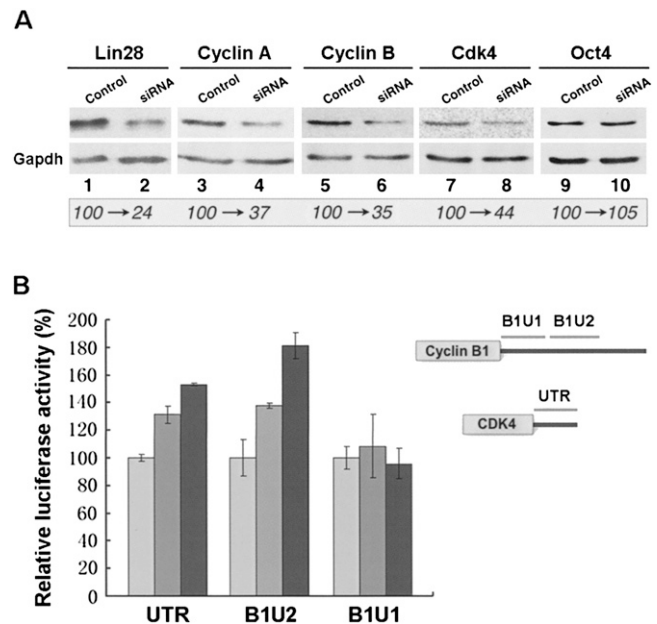 A
Lin28 Cyclin A Cyclin B Cdk4 Oct4
Control siRNA Control siRNA Control siRNA Control siRNA Control siRNA
Gapdh
1 2 3 4 5 6 7 8 9 10
100→24 100→37 100→35 100→44 100→105
B
Relative luciferase activity (%)
200
180
160
140
120
100
80
60
40
20
0
UTR B1U2 B1U1
B1U1 B1U2
Cyclin B1
UTR
CDK4